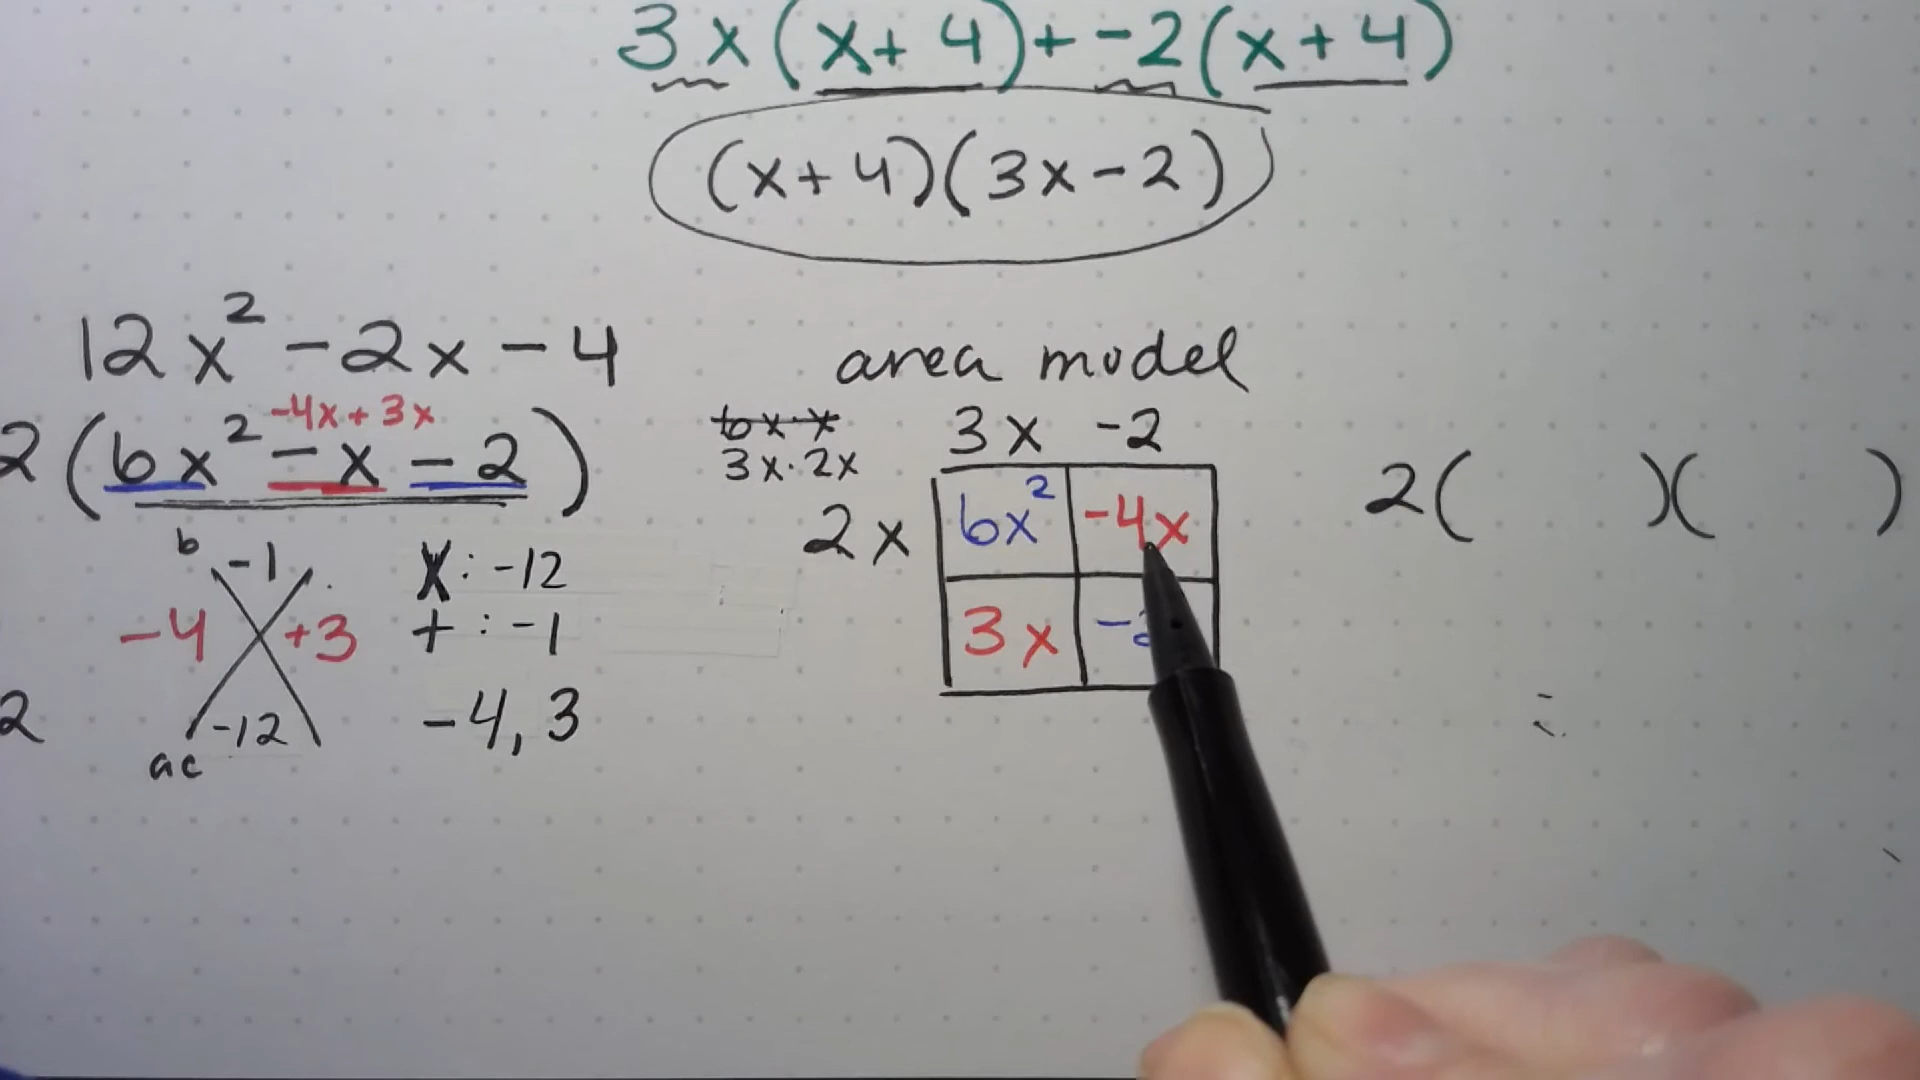 3x(x+4)+-2(x+4)
(x+4)(3x-2)
12x²-2x-4
-4x+3x
2(6x²-x-2)
b -1
-4 +3
ac -12
2
X: -12
+: -1
-4, 3
area model
6x·x
3x·2x
3x -2
2x
6x² -4x
3x
2( )( )